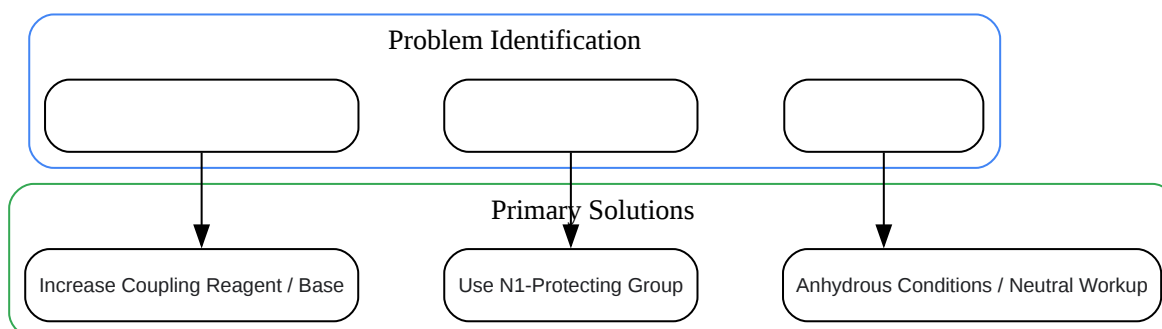 Problem Identification
Primary Solutions
Increase Coupling Reagent / Base
Use N1-Protecting Group
Anhydrous Conditions / Neutral Workup